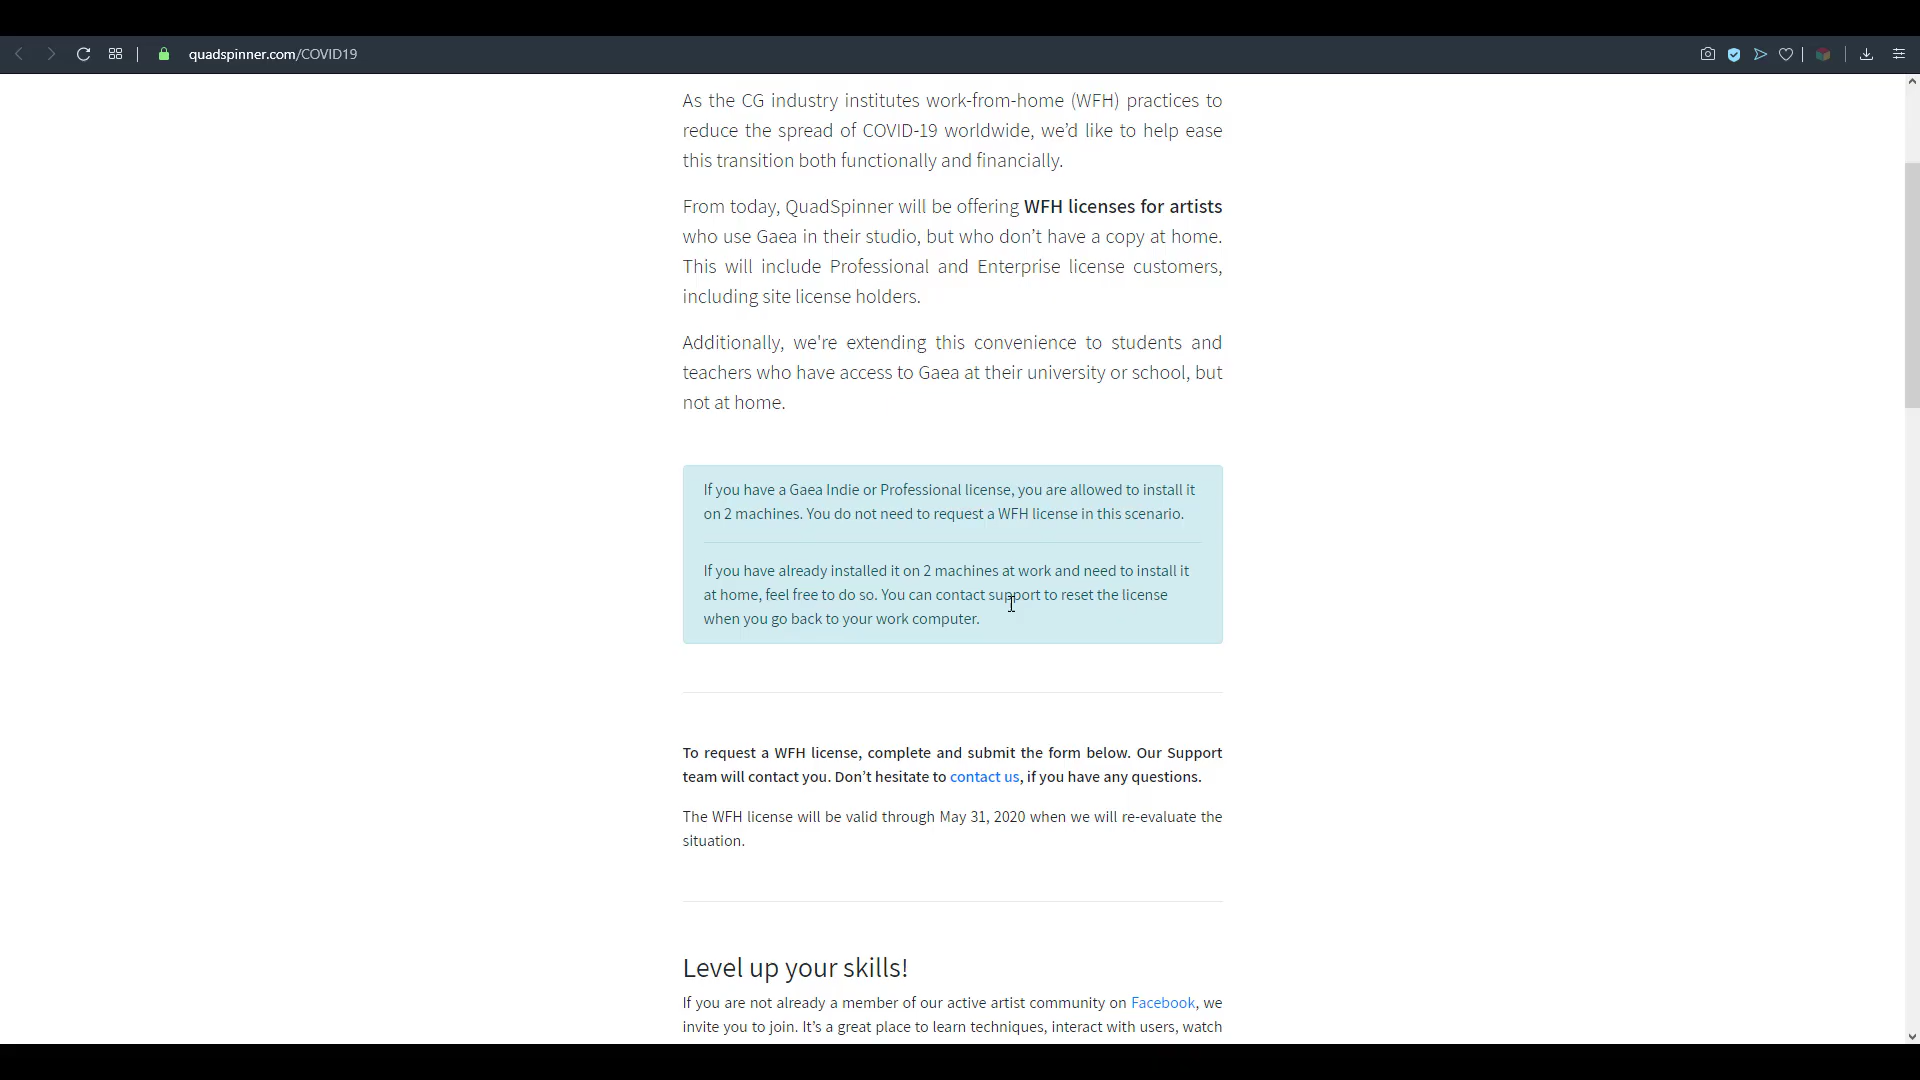 quadspinner.com/COVID19
As the CG industry institutes work-from-home (WFH) practices to
reduce the spread of COVID-19 worldwide, we’d like to help ease
this transition both functionally and financially.
From today, QuadSpinner will be offering WFH licenses for artists
who use Gaea in their studio, but who don’t have a copy at home.
This will include Professional and Enterprise license customers,
including site license holders.
Additionally, we're extending this convenience to students and
teachers who have access to Gaea at their university or school, but
not at home.
If you have a Gaea Indie or Professional license, you are allowed to install it
on 2 machines. You do not need to request a WFH license in this scenario.
If you have already installed it on 2 machines at work and need to install it
at home, feel free to do so. You can contact support to reset the license
when you go back to your work computer.
To request a WFH license, complete and submit the form below. Our Support
team will contact you. Don’t hesitate to contact us, if you have any questions.
The WFH license will be valid through May 31, 2020 when we will re-evaluate the
situation.
Level up your skills!
If you are not already a member of our active artist community on Facebook, we
invite you to join. It’s a great place to learn techniques, interact with users, watch